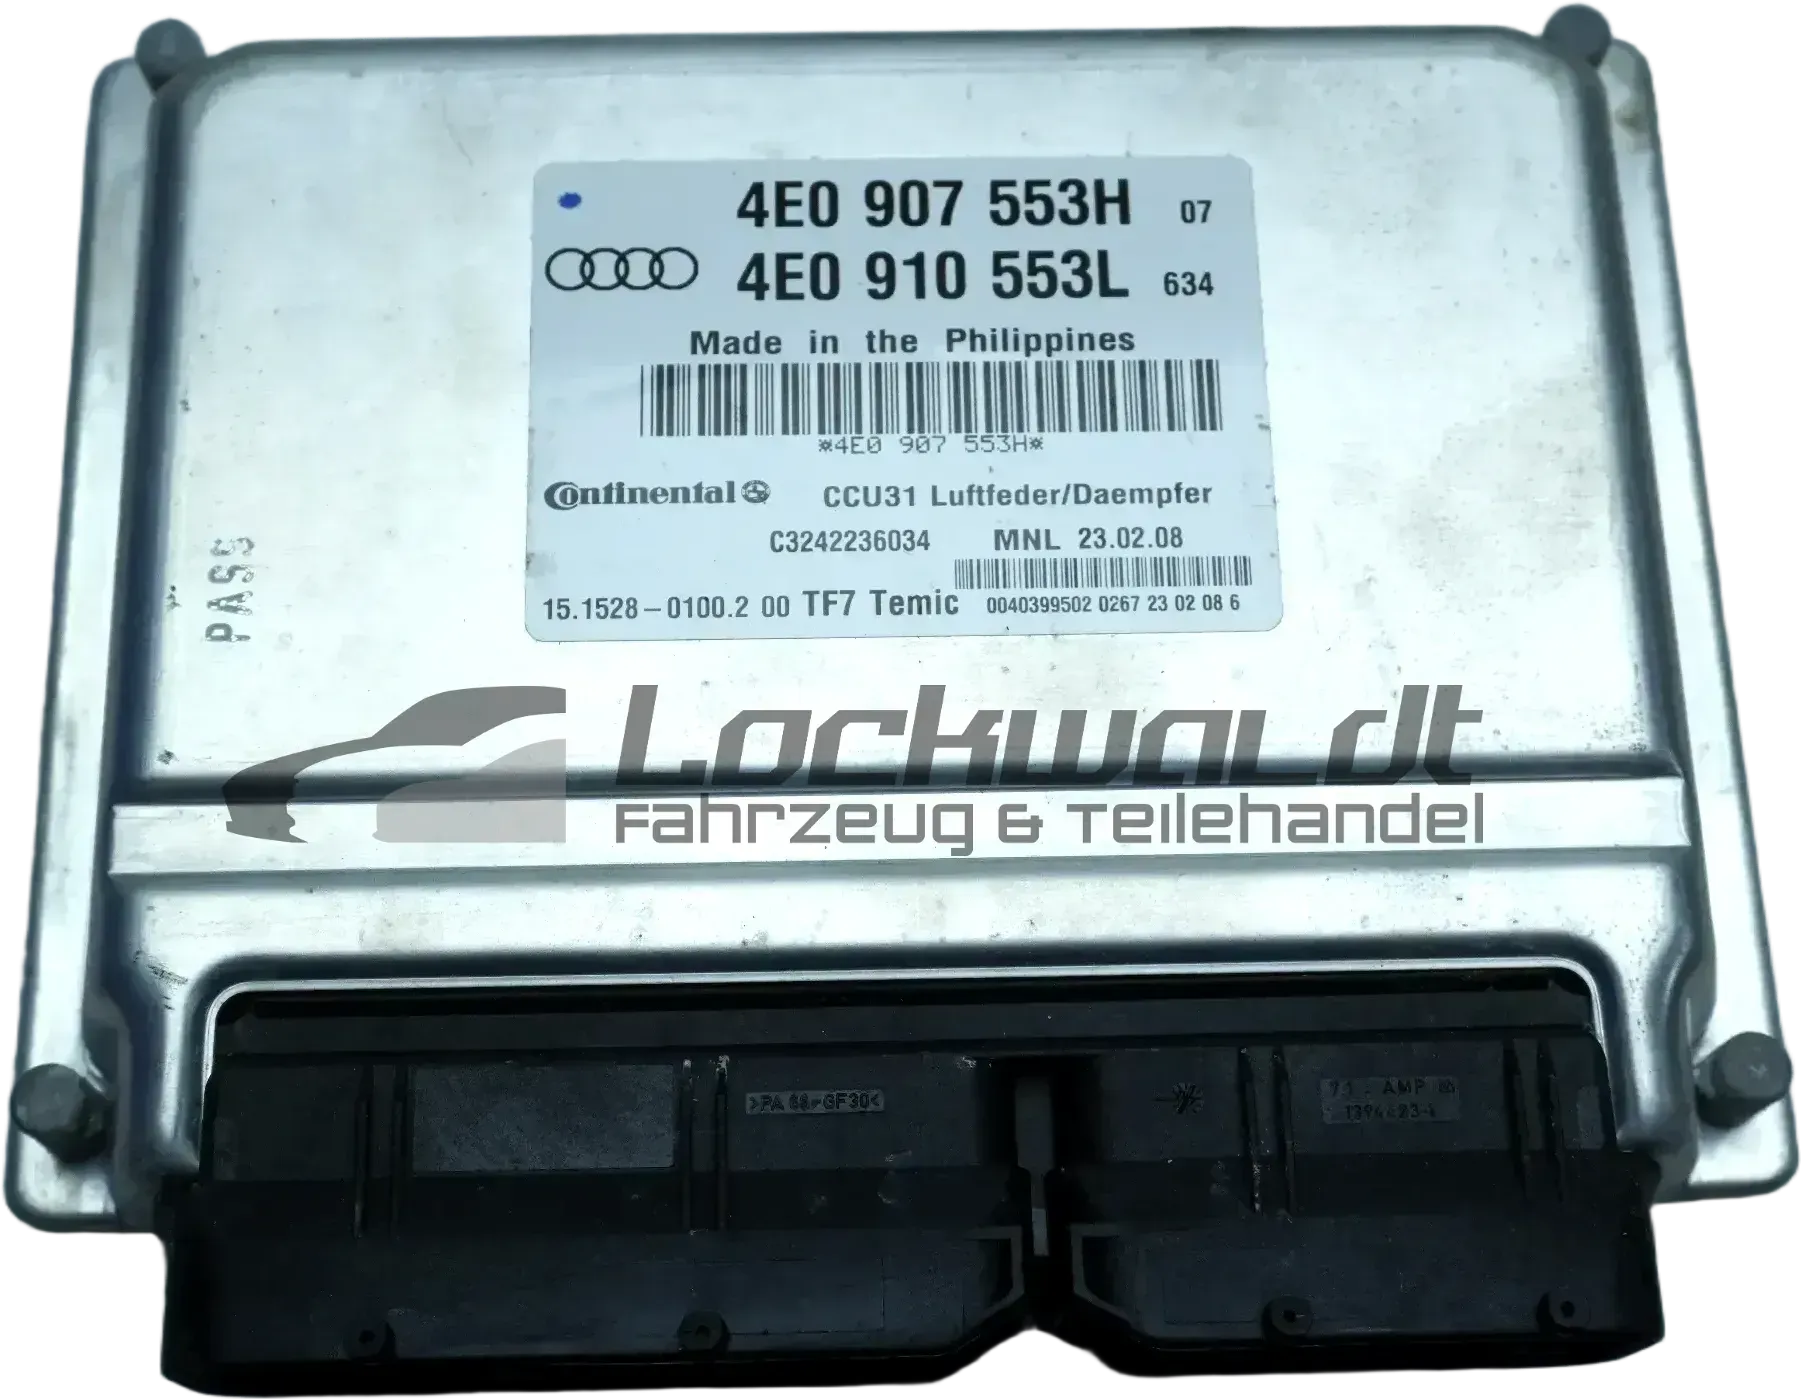 4E0 907 553H 07
4E0 910 553L 634
Made in the Philippines
*4E0 907 553H*
Continental CCU31 Luftfeder/Daempfer
C3242236034 MNL 23.02.08
15.1528-0100.2 00 TF7 Temic 0040399502 0267 23 02 08 6
PASS
Lockwaldt
Fahrzeug & Teilehandel
>PA 66-GF30<
AMP